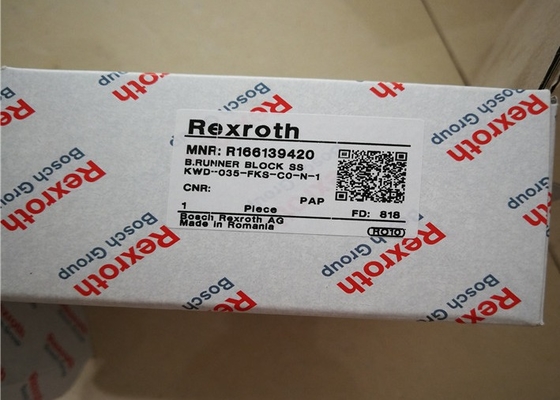 Rexroth
MNR: R166139420
B.RUNNER BLOCK SS
KWD-035-FKS-C0-N-1
CNR:
PAP
1 Piece FD: 818
Bosch Rexroth AG
Made in Romania
RO10
Rexroth
Bosch Group
Rexroth
Bosch Group
Rexroth
Bosch Group
Rexroth
Bosch Group
Rexroth
Bosch Group
Rexroth
Bosch Group